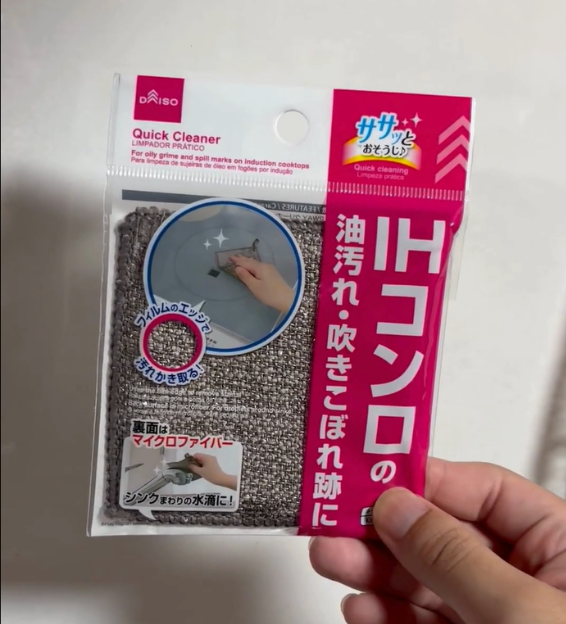 DAISO
Quick Cleaner
LIMPADOR PRÁTICO
For oily grime and spill marks on induction cooktops
Para limpeza de sujeiras de óleo em fogões por indução
ササッと
おそうじ♪
Quick cleaning
Limpeza prática
IHコンロの
油汚れ・吹きこぼれ跡に
フィルムのエッジで
汚れかき取る!
裏面は
マイクロファイバー
シンクまわりの水滴に!